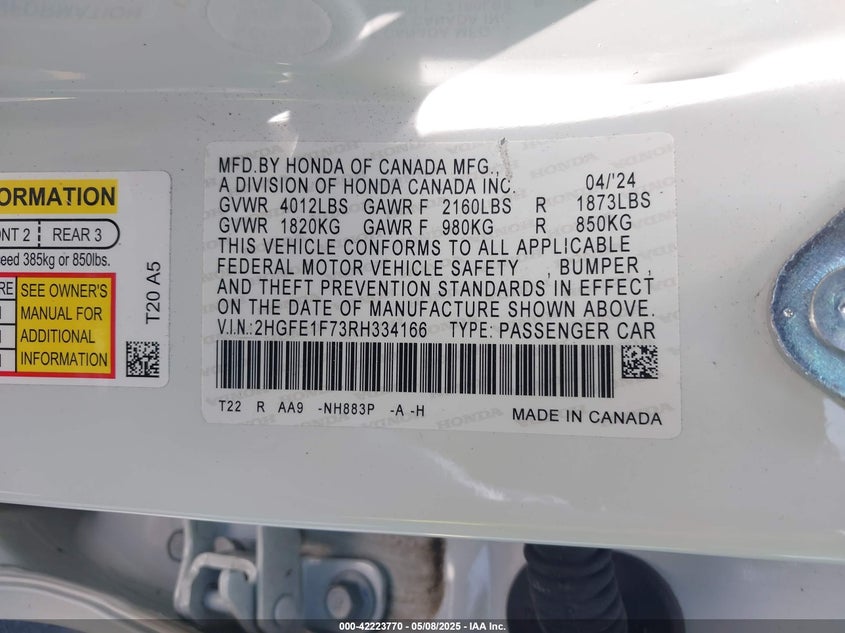 MFD.BY HONDA OF CANADA MFG.,
A DIVISION OF HONDA CANADA INC. 04/'24
GVWR 4012LBS GAWR F 2160LBS R 1873LBS
GVWR 1820KG GAWR F 980KG R 850KG
THIS VEHICLE CONFORMS TO ALL APPLICABLE
FEDERAL MOTOR VEHICLE SAFETY , BUMPER ,
AND THEFT PREVENTION STANDARDS IN EFFECT
ON THE DATE OF MANUFACTURE SHOWN ABOVE.
V.I.N.:2HGFE1F73RH334166 TYPE: PASSENGER CAR
T22 R AA9 -NH883P -A -H MADE IN CANADA
REAR 3
385kg or 850lbs.
SEE OWNER'S
MANUAL FOR
ADDITIONAL
INFORMATION
T20 A5
000-42223770 - 05/08/2025 - IAA Inc.